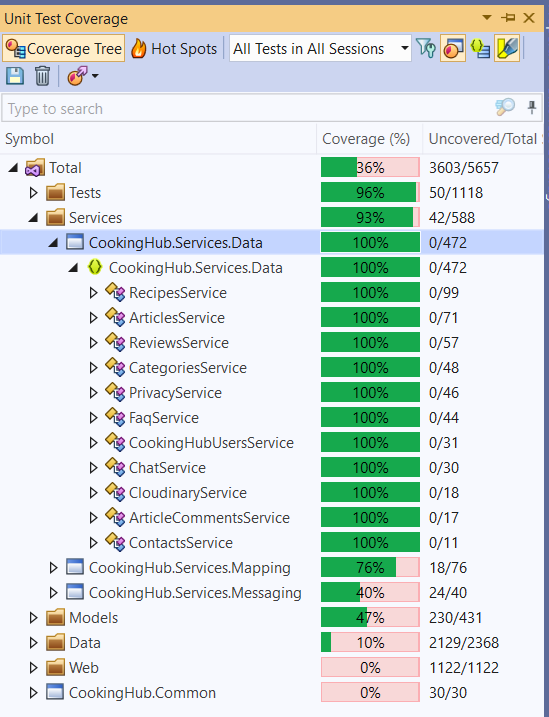 Unit Test Coverage
Coverage Tree Hot Spots All Tests in All Sessions
Type to search
Symbol Coverage (%) Uncovered/Total
Total 36% 3603/5657
Tests 96% 50/1118
Services 93% 42/588
CookingHub.Services.Data 100% 0/472
CookingHub.Services.Data 100% 0/472
RecipesService 100% 0/99
ArticlesService 100% 0/71
ReviewsService 100% 0/57
CategoriesService 100% 0/48
PrivacyService 100% 0/46
FaqService 100% 0/44
CookingHubUsersService 100% 0/31
ChatService 100% 0/30
CloudinaryService 100% 0/18
ArticleCommentsService 100% 0/17
ContactsService 100% 0/11
CookingHub.Services.Mapping 76% 18/76
CookingHub.Services.Messaging 40% 24/40
Models 47% 230/431
Data 10% 2129/2368
Web 0% 1122/1122
CookingHub.Common 0% 30/30